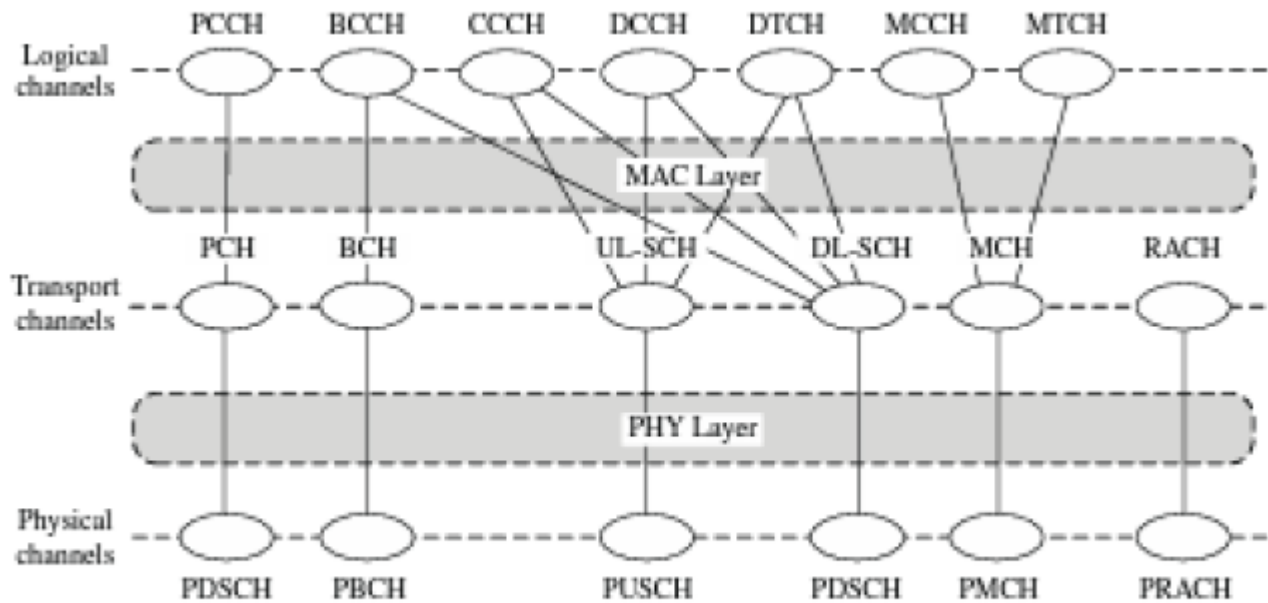 PCCH BCCH CCCH DCCH DTCH MCCH MTCH
Logical
channels
MAC Layer
PCH BCH UL-SCH DL-SCH MCH RACH
Transport
channels
PHY Layer
Physical
channels
PDSCH PBCH PUSCH PDSCH PMCH PRACH